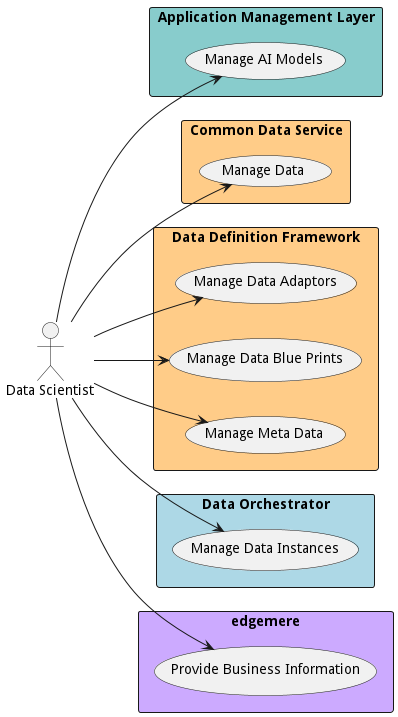 Application Management Layer
Manage AI Models
Common Data Service
Manage Data
Data Definition Framework
Manage Data Adaptors
Manage Data Blue Prints
Data Scientist
Manage Meta Data
Data Orchestrator
Manage Data Instances
edgemere
Provide Business Information